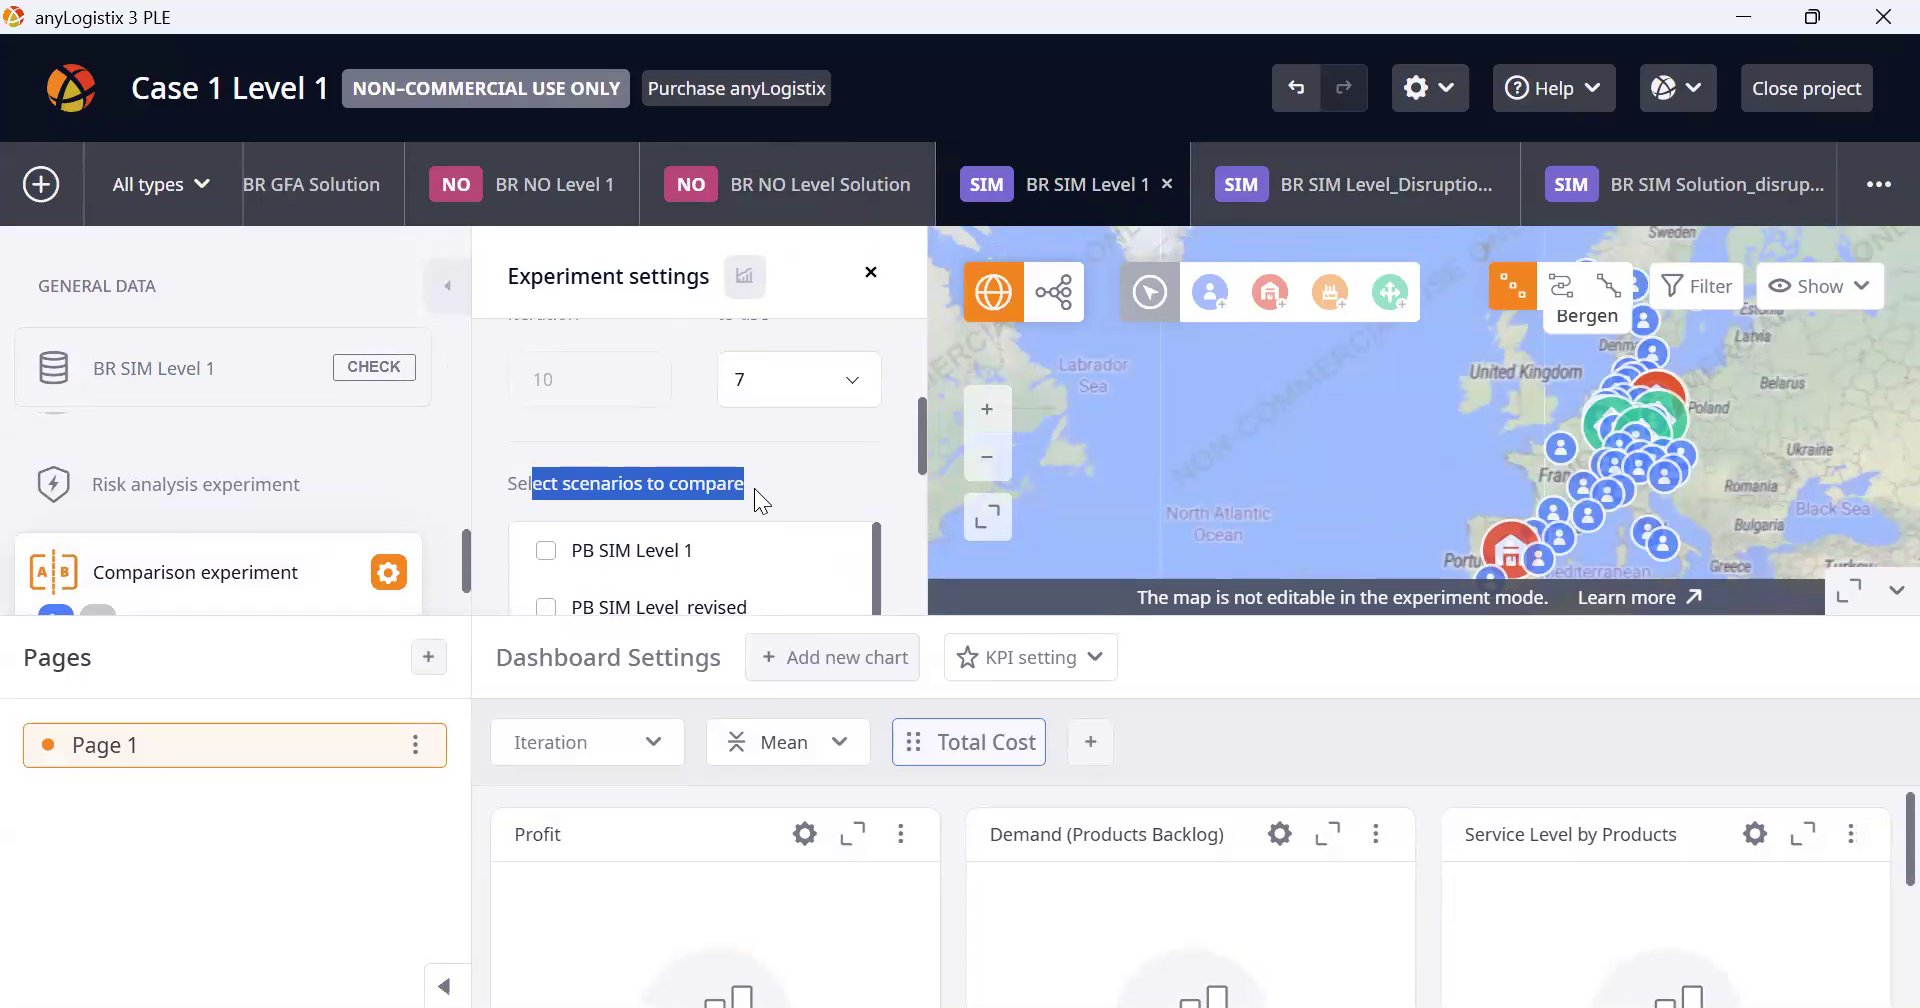 anyLogistix 3 PLE
Case 1 Level 1
NON-COMMERCIAL USE ONLY
Purchase anyLogistix
Help
Close project
All types
BR GFA Solution
NO BR NO Level 1
NO BR NO Level Solution
SIM BR SIM Level 1
SIM BR SIM Level_Disruptio...
SIM BR SIM Solution_disrup...
GENERAL DATA
BR SIM Level 1
CHECK
Risk analysis experiment
A B Comparison experiment
Experiment settings
10
7
Select scenarios to compare
PB SIM Level 1
PB SIM Level revised
Filter
Show
Sweden
Bergen
Latvia
Labrador
Sea
United Kingdom
Belarus
Poland
Ukraine
Fran
Romania
North Atlantic
Ocean
Black Sea
Bulgaria
Portu
Greece
The map is not editable in the experiment mode. Learn more
Pages
Page 1
Dashboard Settings
+ Add new chart
KPI setting
Iteration
Mean
Total Cost
Profit
Demand (Products Backlog)
Service Level by Products